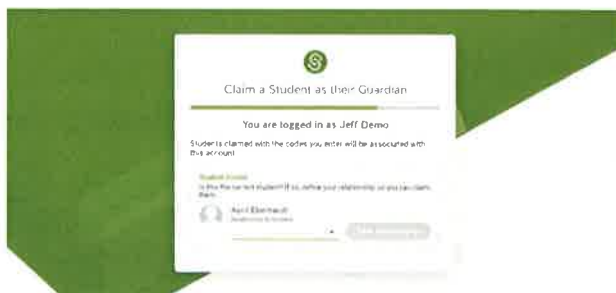 Claim a Student as their Guardian
You are logged in as Jeff Demo
Students claimed with the codes you enter will be associated with
this account
Student Found
Is this the correct student? If so, define your relationship so you can claim
them.
April Eberhardt